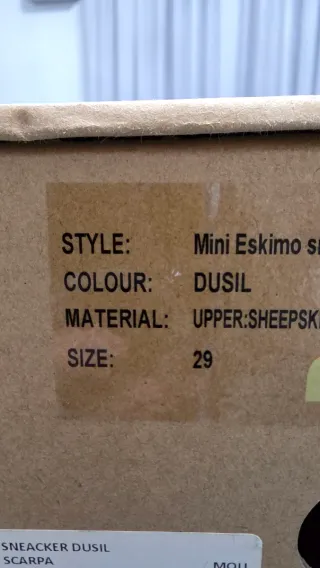 STYLE: Mini Eskimo
COLOUR: DUSIL
MATERIAL: UPPER:SHEEPSK
SIZE: 29
SNEACKER DUSIL
SCARPA MOU